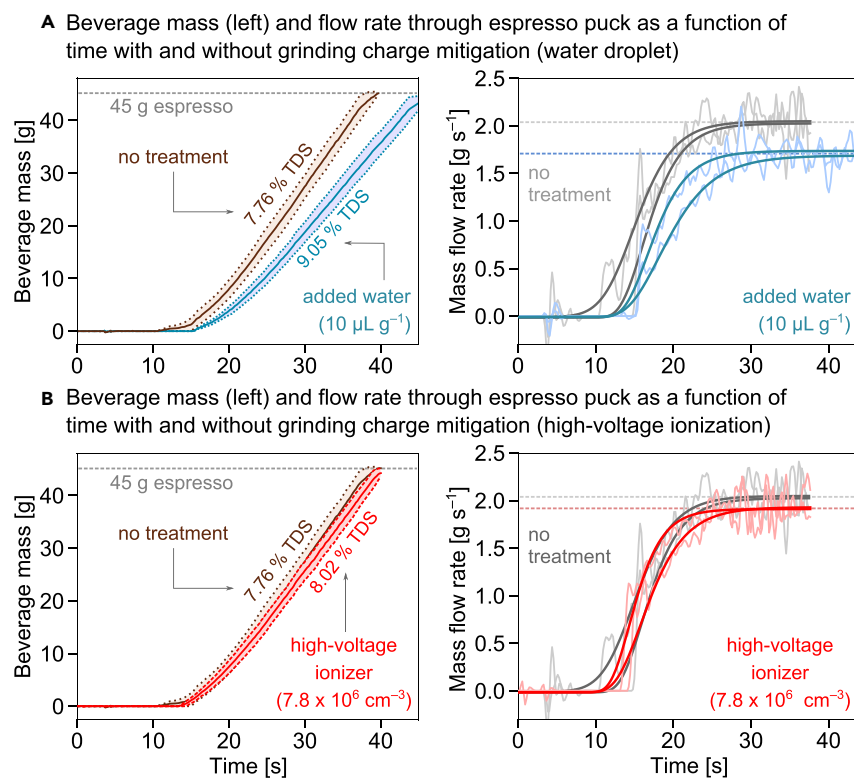 A Beverage mass (left) and flow rate through espresso puck as a function of
time with and without grinding charge mitigation (water droplet)
Beverage mass [g]
40
30
20
10
0
45 g espresso
no treatment
7.76 % TDS
9.05 % TDS
added water
(10 µL g⁻¹)
0 10 20 30 40
Mass flow rate [g s⁻¹]
2.5
2.0
1.5
1.0
0.5
0.0
no
treatment
added water
(10 µL g⁻¹)
0 10 20 30 40
B Beverage mass (left) and flow rate through espresso puck as a function of
time with and without grinding charge mitigation (high-voltage ionization)
Beverage mass [g]
40
30
20
10
0
45 g espresso
no treatment
7.76 % TDS
8.02 % TDS
high-voltage
ionizer
(7.8 x 10⁶ cm⁻³)
0 10 20 30 40
Time [s]
Mass flow rate [g s⁻¹]
2.5
2.0
1.5
1.0
0.5
0.0
no
treatment
high-voltage
ionizer
(7.8 x 10⁶ cm⁻³)
0 10 20 30 40
Time [s]